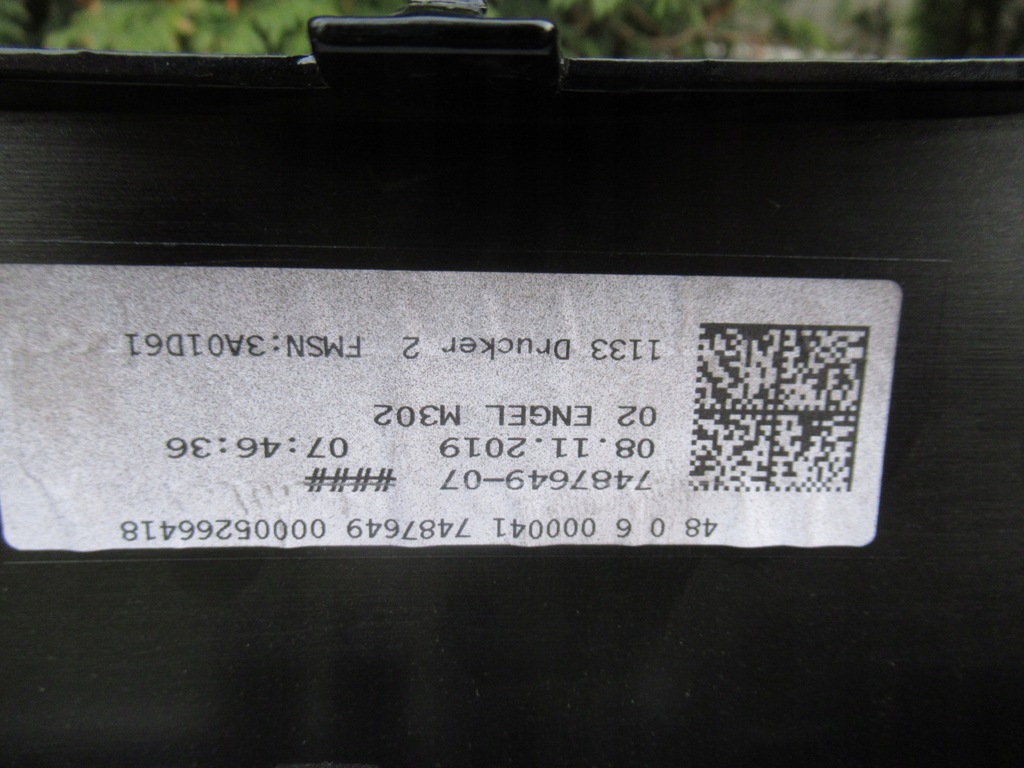 48 0 6 000041 7487649 00005266418
7487649-07 ####
08.11.2019 07:46:36
02 ENGEL M302
1133 Drucker 2 FMSN:3A01D61